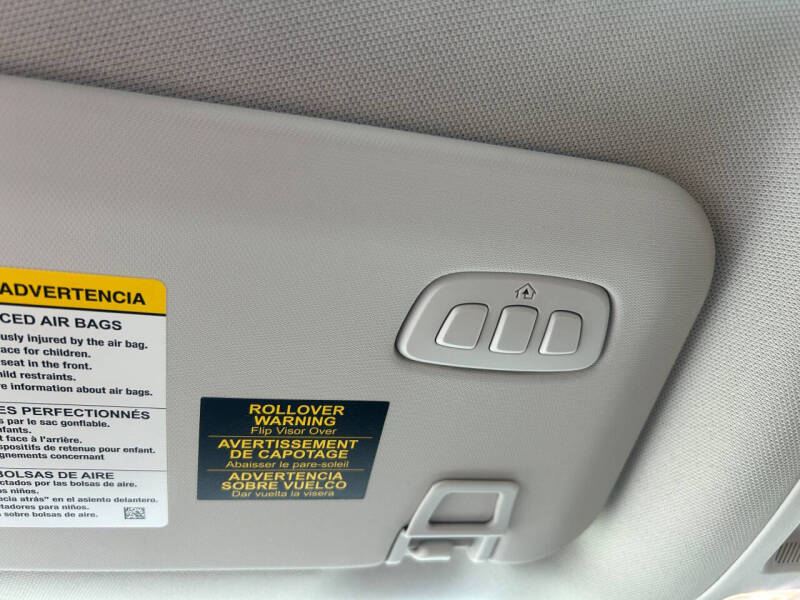 ADVERTENCIA
CED AIR BAGS
usly injured by the air bag.
ace for children.
seat in the front.
ild restraints.
e information about air bags.
ES PERFECTIONNÉS
s par le sac gonflable.
nfants.
t face à l'arrière.
spositifs de retenue pour enfant.
gnements concernant
BOLSAS DE AIRE
ctados por las bolsas de aire.
os niños.
acia atrás" en el asiento delantero.
tadores para niños.
s sobre bolsas de aire.
ROLLOVER
WARNING
Flip Visor Over
AVERTISSEMENT
DE CAPOTAGE
Abaisser le pare-soleil
ADVERTENCIA
SOBRE VUELCO
Dar vuelta la visera